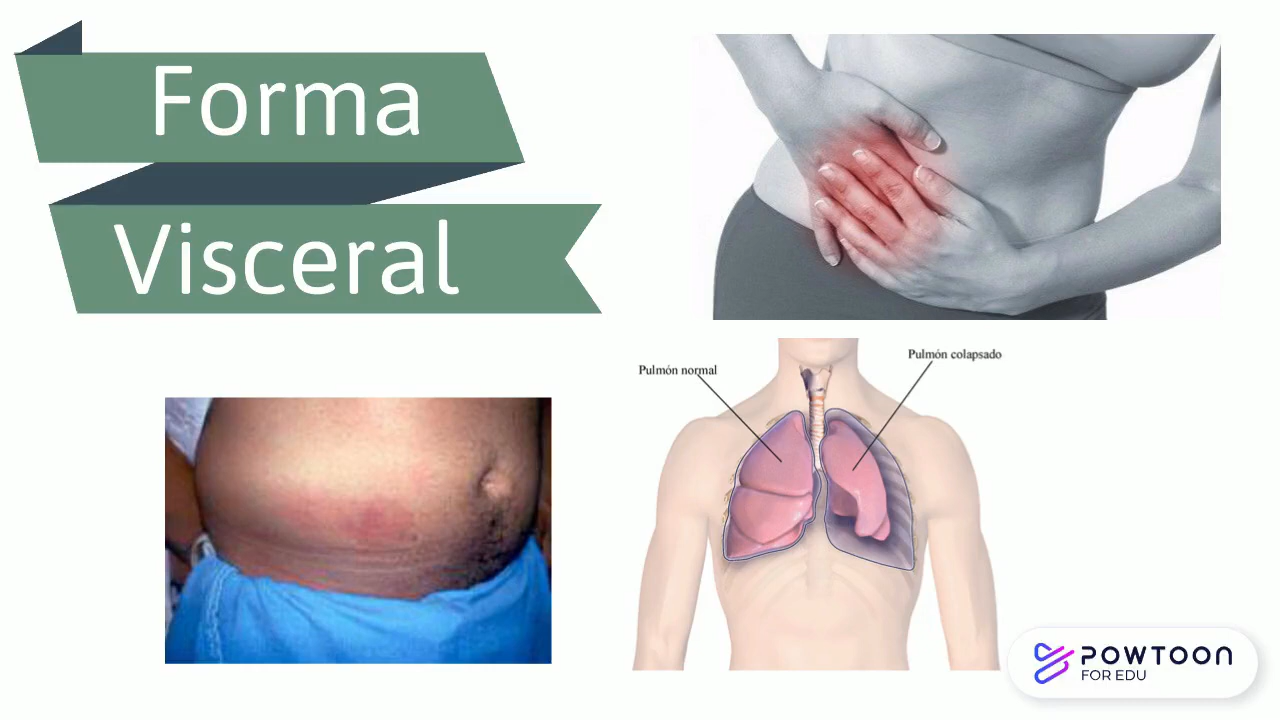 Forma
Visceral
Pulmón normal
Pulmón colapsado
POWTOON
FOR EDU